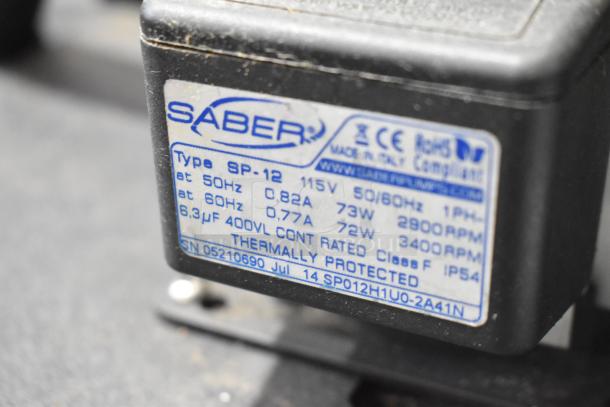 SABER
CE RoHS
MADE IN ITALY Compliant
WWW.SABERPUMPS.COM
Type SP-12 115V 50/60Hz 1PH~
at 50Hz 0,82A 73W 2900RPM
at 60Hz 0,77A 72W 3400RPM
6,3µF 400VL CONT RATED Class F IP54
THERMALLY PROTECTED
SN 05210690 Jul 14 SP012H1U0-2A41N